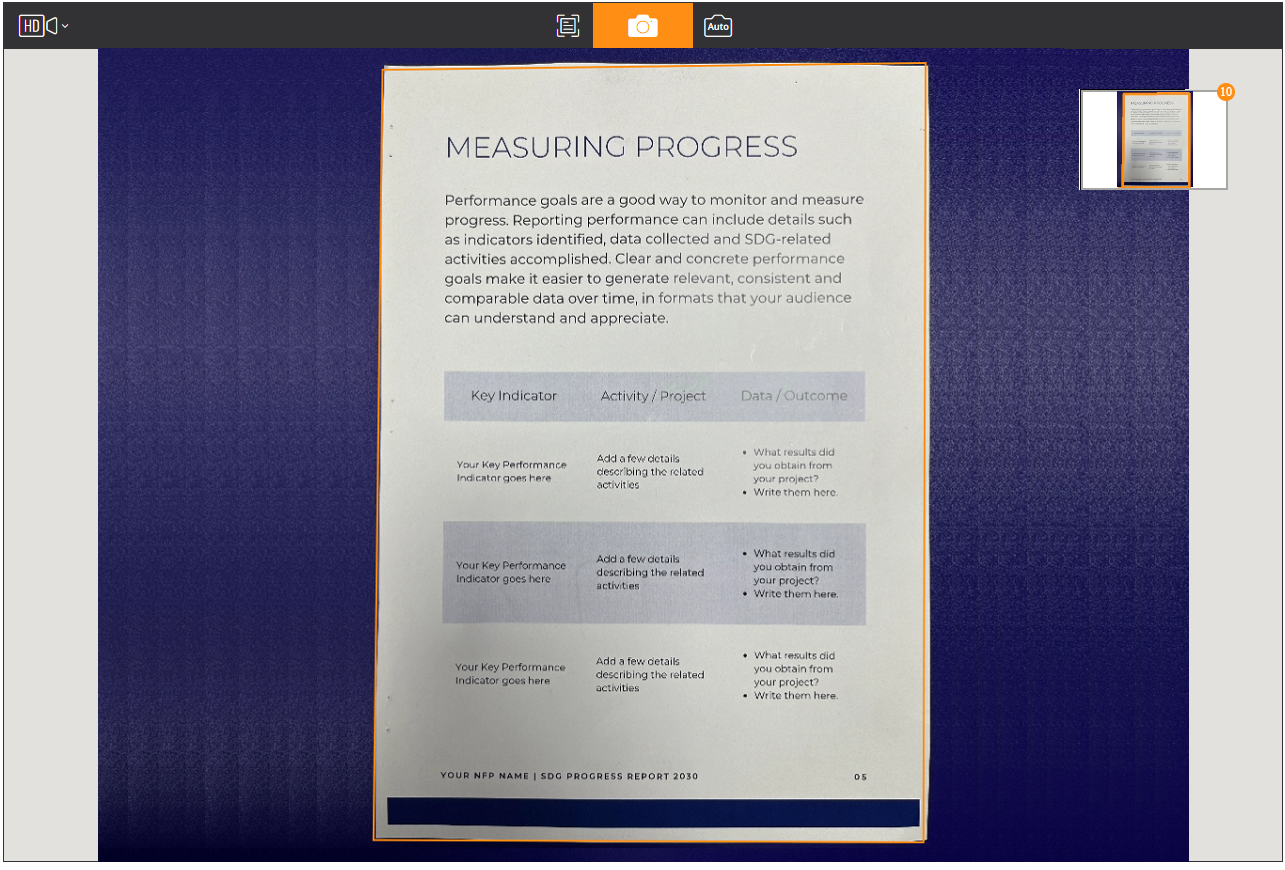 HD
Auto
10
MEASURING PROGRESS
Performance goals are a good way to monitor and measure
progress. Reporting performance can include details such
as indicators identified, data collected and SDG-related
activities accomplished. Clear and concrete performance
goals make it easier to generate relevant, consistent and
comparable data over time, in formats that your audience
can understand and appreciate.
Key Indicator Activity / Project Data / Outcome
Your Key Performance
Indicator goes here
Add a few details
describing the related
activities
• What results did
you obtain from
your project?
• Write them here.
Your Key Performance
Indicator goes here
Add a few details
describing the related
activities
• What results did
you obtain from
your project?
• Write them here.
Your Key Performance
Indicator goes here
Add a few details
describing the related
activities
• What results did
you obtain from
your project?
• Write them here.
YOUR NFP NAME | SDG PROGRESS REPORT 2030 05